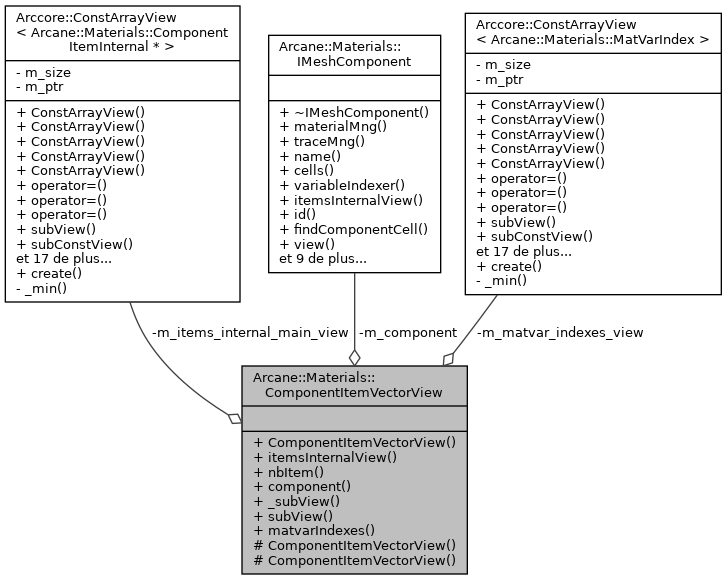 Arccore::ConstArrayView
< Arcane::Materials::Component
ItemInternal * >
- m_size
- m_ptr
+ ConstArrayView()
+ ConstArrayView()
+ ConstArrayView()
+ ConstArrayView()
+ ConstArrayView()
+ operator=()
+ operator=()
+ operator=()
+ subView()
+ subConstView()
et 17 de plus...
+ create()
- _min()
Arcane::Materials::
IMeshComponent
+ ~IMeshComponent()
+ materialMng()
+ traceMng()
+ name()
+ cells()
+ variableIndexer()
+ itemsInternalView()
+ id()
+ findComponentCell()
+ view()
et 9 de plus...
Arccore::ConstArrayView
< Arcane::Materials::MatVarIndex >
- m_size
- m_ptr
+ ConstArrayView()
+ ConstArrayView()
+ ConstArrayView()
+ ConstArrayView()
+ ConstArrayView()
+ operator=()
+ operator=()
+ operator=()
+ subView()
+ subConstView()
et 17 de plus...
+ create()
- _min()
-m_items_internal_main_view
-m_component
-m_matvar_indexes_view
Arcane::Materials::
ComponentItemVectorView
+ ComponentItemVectorView()
+ itemsInternalView()
+ nbItem()
+ component()
+ _subView()
+ subView()
+ matvarIndexes()
# ComponentItemVectorView()
# ComponentItemVectorView()